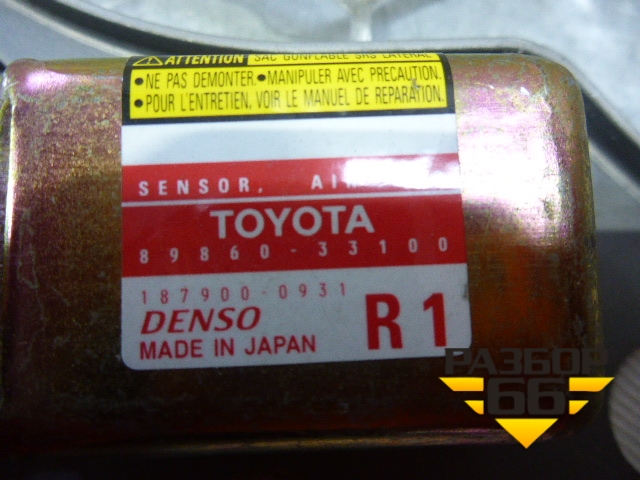 ATTENTION SAC GONFLABLE SRS LATERAL
•NE PAS DEMONTER •MANIPULER AVEC PRECAUTION.
•POUR L'ENTRETIEN, VOIR LE MANUEL DE REPARATION.
SENSOR,
TOYOTA
89860-33100
187900-0931
DENSO R1
MADE IN JAPAN
РАЗБОР
66